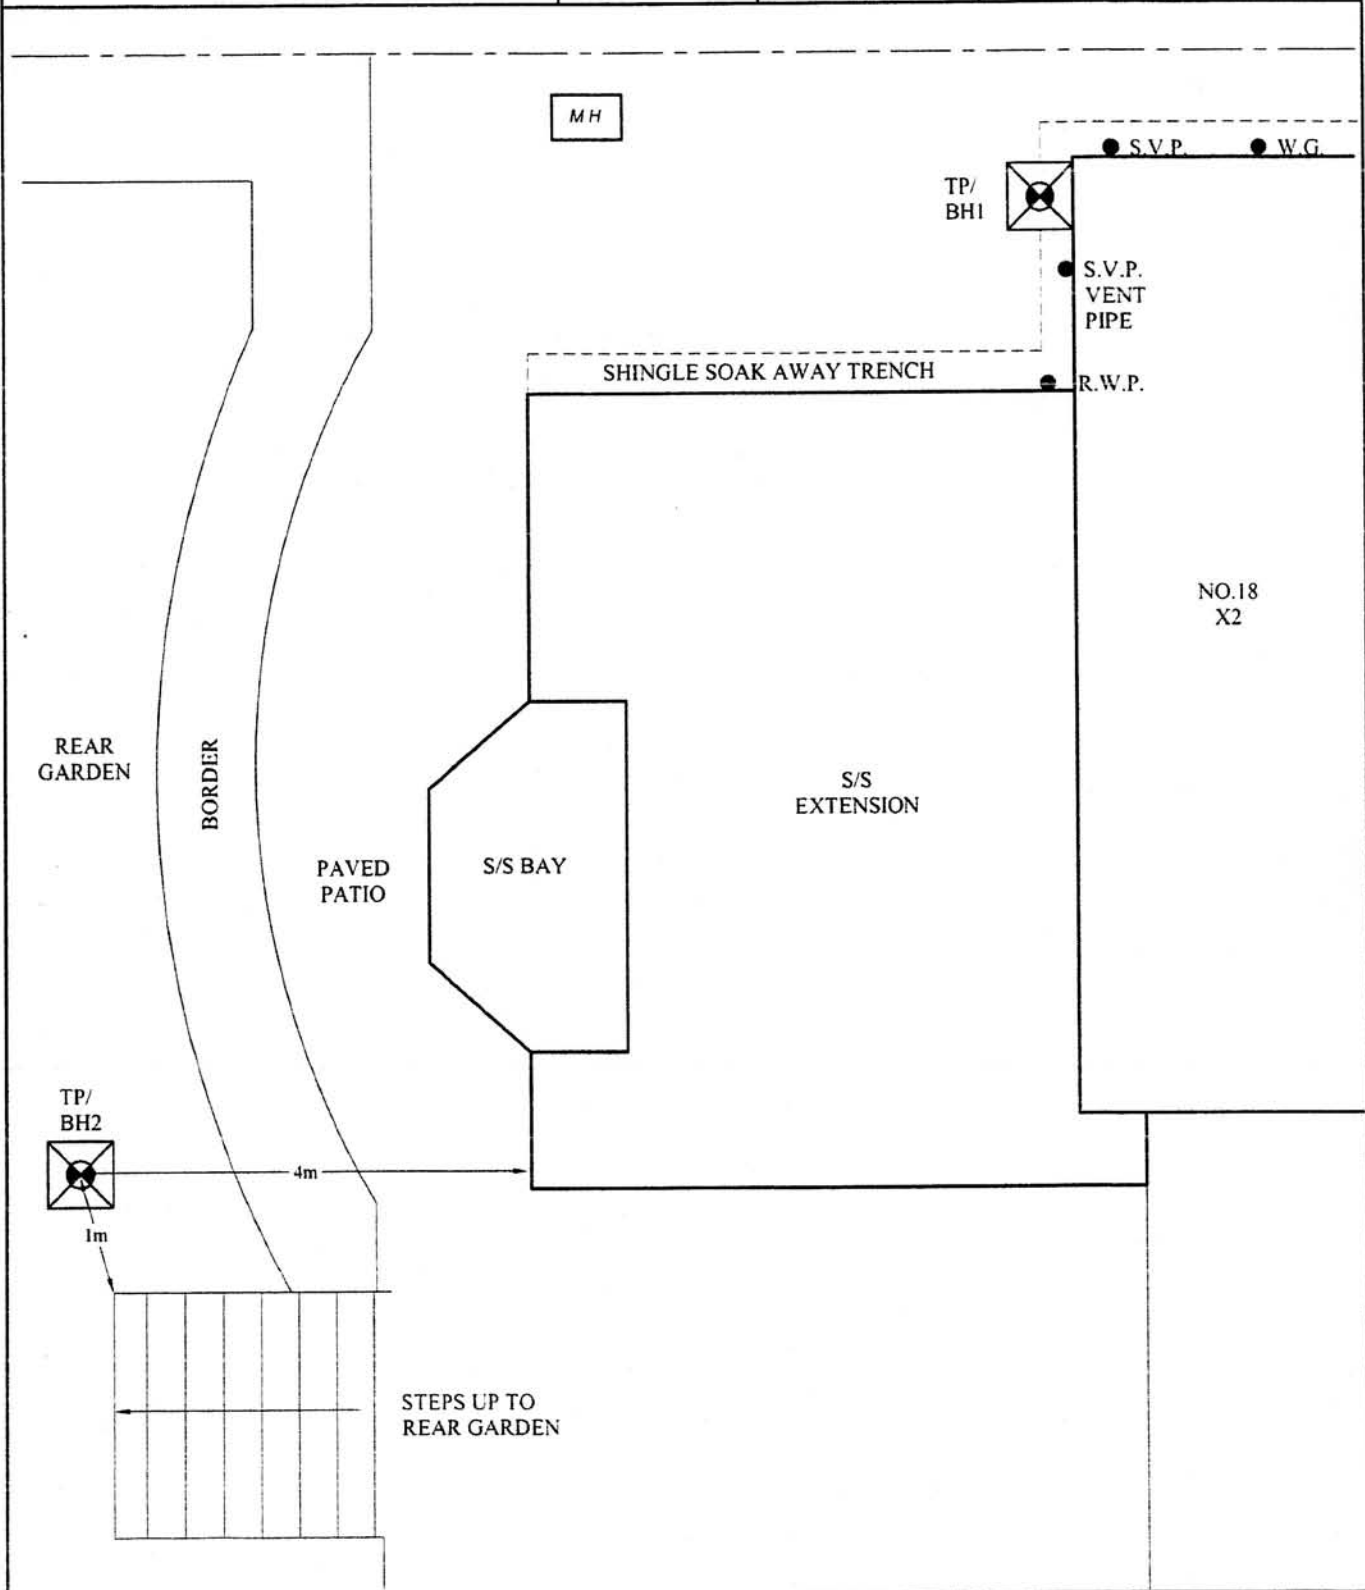 MH
S.V.P.
W.G.
TP/
BH1
S.V.P.
VENT
PIPE
SHINGLE SOAK AWAY TRENCH
R.W.P.
NO.18
X2
REAR
GARDEN
BORDER
S/S
EXTENSION
PAVED
PATIO
S/S BAY
TP/
BH2
4m
1m
STEPS UP TO
REAR GARDEN